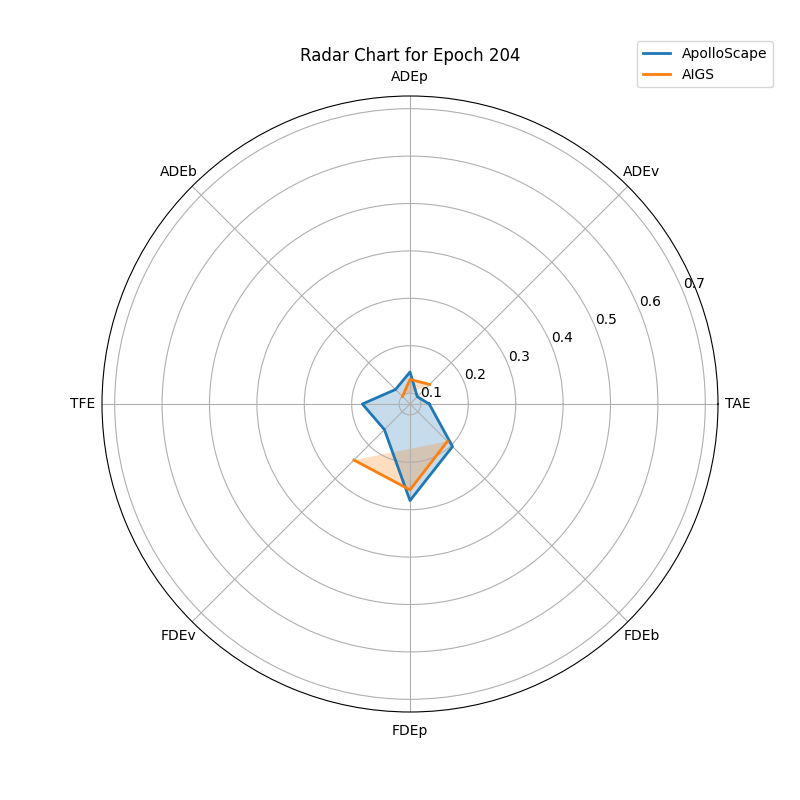 Radar Chart for Epoch 204
ApolloScape
AIGS
ADEp
ADEb
ADEv
0.7
0.6
0.5
0.4
0.3
0.2
0.1
TFE
TAE
FDEv
FDEb
FDEp